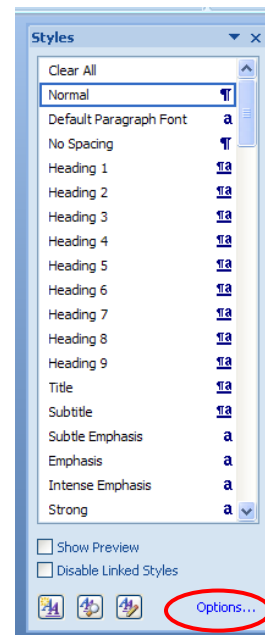 Styles
Clear All
Normal ¶
Default Paragraph Font a
No Spacing ¶
Heading 1 ¶a
Heading 2 ¶a
Heading 3 ¶a
Heading 4 ¶a
Heading 5 ¶a
Heading 6 ¶a
Heading 7 ¶a
Heading 8 ¶a
Heading 9 ¶a
Title ¶a
Subtitle ¶a
Subtle Emphasis a
Emphasis a
Intense Emphasis a
Strong a
Show Preview
Disable Linked Styles
Options...